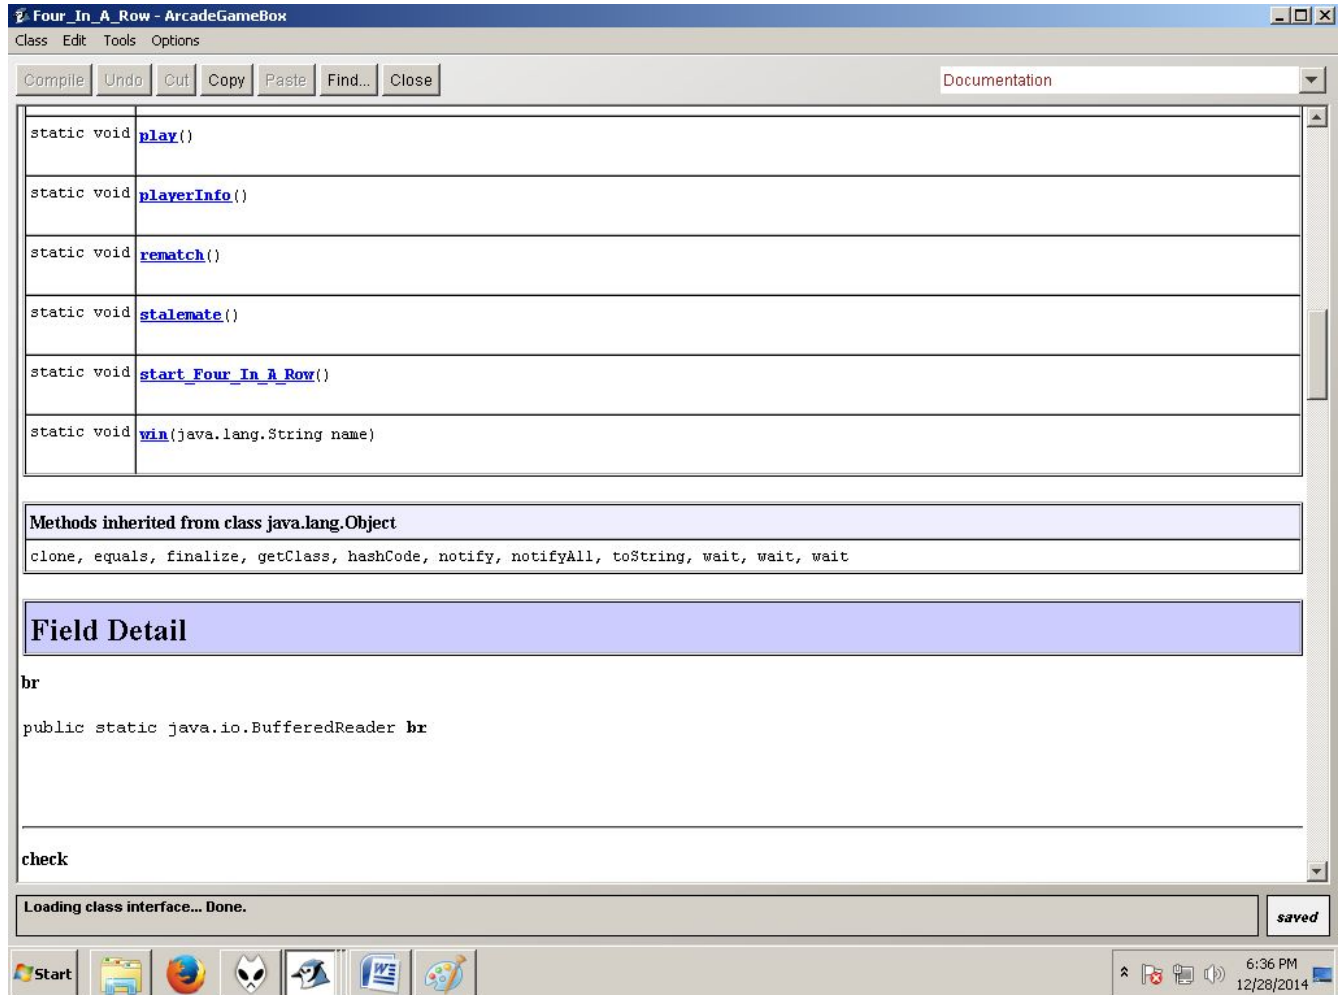 Four_In_A_Row - ArcadeGameBox
Class Edit Tools Options
Compile Undo Cut Copy Paste Find... Close Documentation
static void play()
static void playerInfo()
static void rematch()
static void stalemate()
static void start_Four_In_A_Row()
static void win(java.lang.String name)
Methods inherited from class java.lang.Object
clone, equals, finalize, getClass, hashCode, notify, notifyAll, toString, wait, wait, wait
Field Detail
br
public static java.io.BufferedReader br
check
Loading class interface... Done.
saved
Start
6:36 PM
12/28/2014